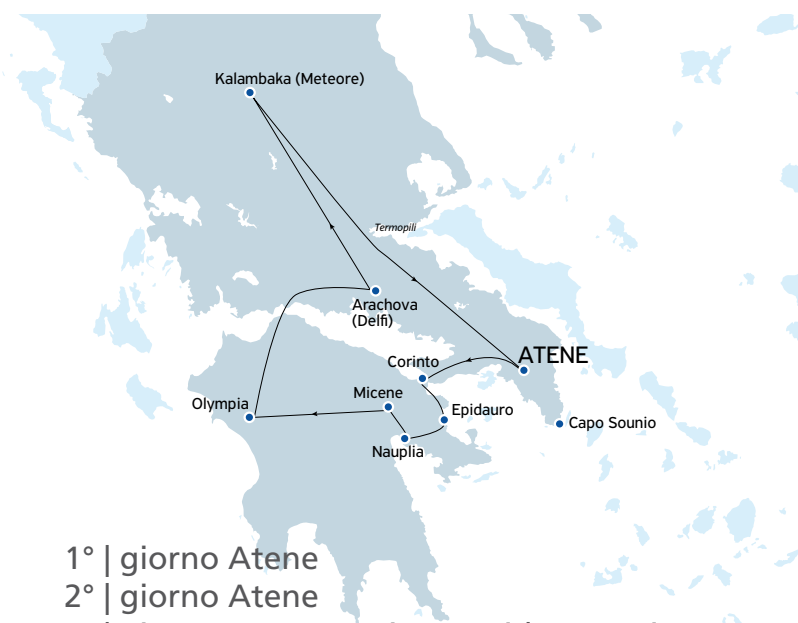 Kalambaka (Meteore)
Termopili
Arachova
(Delfi)
ATENE
Corinto
Micene
Olympia
Epidauro
Capo Sounio
Nauplia
1° | giorno Atene
2° | giorno Atene